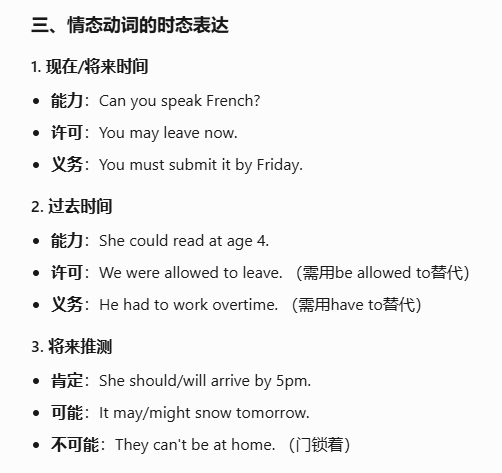 三、情态动词的时态表达
1. 现在/将来时间
• 能力：Can you speak French?
• 许可：You may leave now.
• 义务：You must submit it by Friday.
2. 过去时间
• 能力：She could read at age 4.
• 许可：We were allowed to leave. （需用be allowed to替代）
• 义务：He had to work overtime. （需用have to替代）
3. 将来推测
• 肯定：She should/will arrive by 5pm.
• 可能：It may/might snow tomorrow.
• 不可能：They can't be at home. （门锁着）